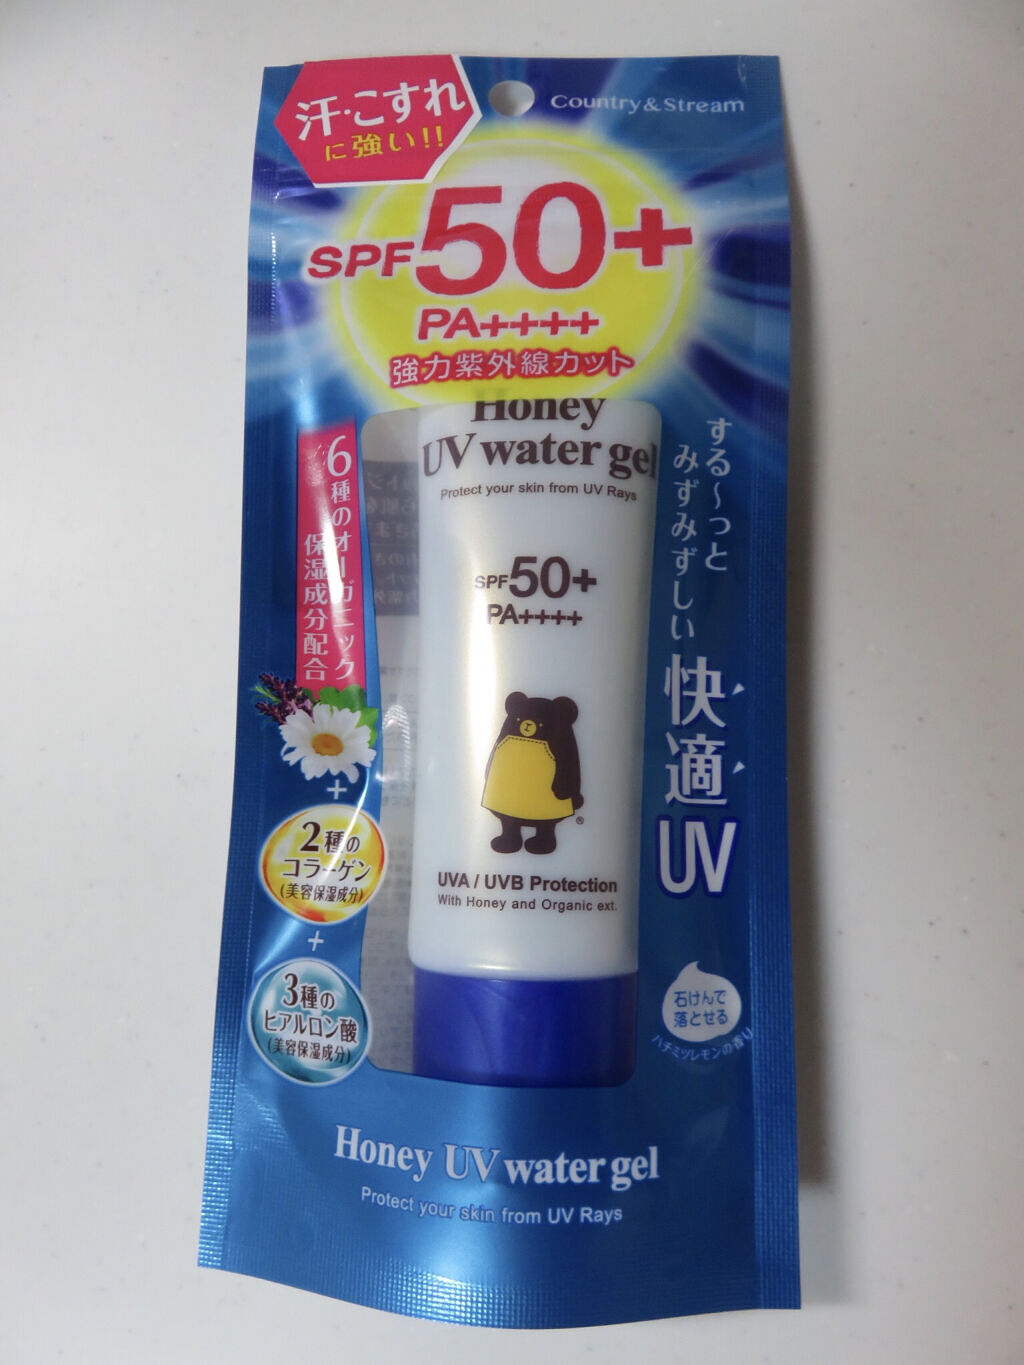 汗・こすれ
に強い!!
Country & Stream
SPF50+
PA++++
強力紫外線カット
Honey
UV water gel
Protect your skin from UV Rays
SPF50+
PA++++
UVA / UVB Protection
With Honey and Organic ext.
6種のオーガニック
保湿成分配合
+
2種の
コラーゲン
(美容保湿成分)
+
3種の
ヒアルロン酸
(美容保湿成分)
する〜っと
みずみずしい
快適UV
石けんで
落とせる
ハチミツレモンの香り
Honey UV water gel
Protect your skin from UV Rays